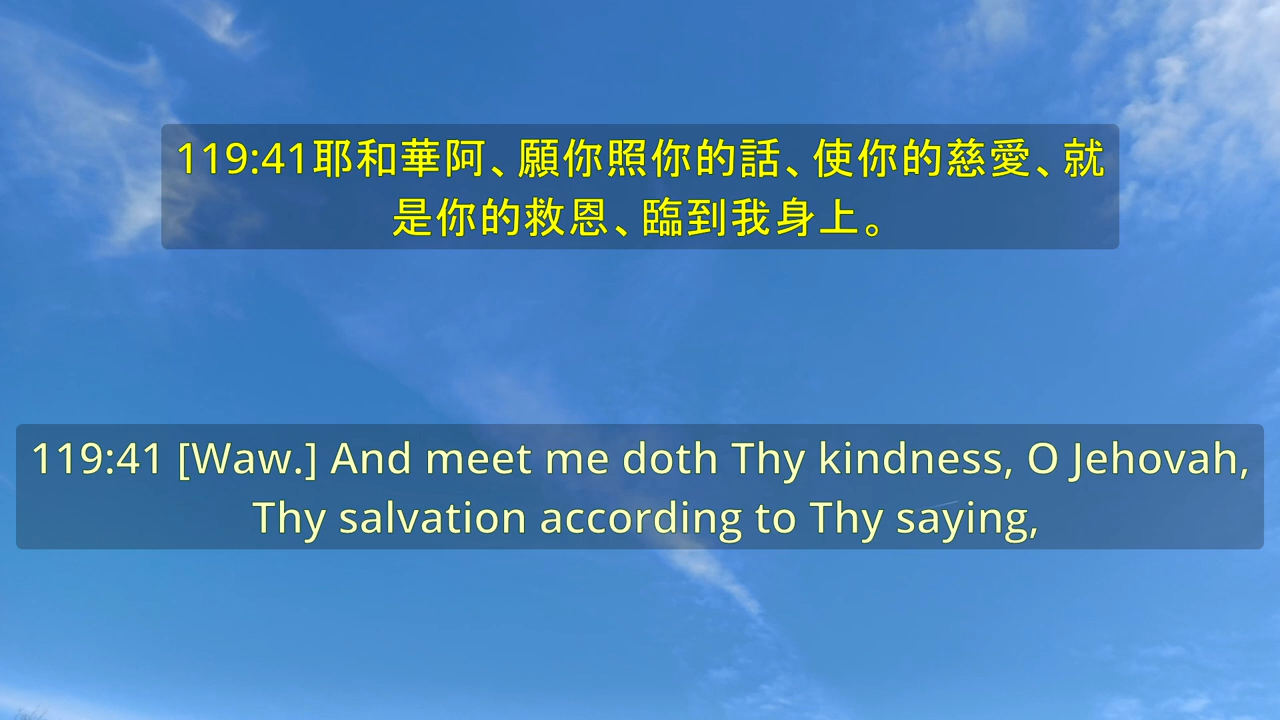 119:41耶和華阿、願你照你的話、使你的慈愛、就
是你的救恩、臨到我身上。
119:41 [Waw.] And meet me doth Thy kindness, O Jehovah,
Thy salvation according to Thy saying,